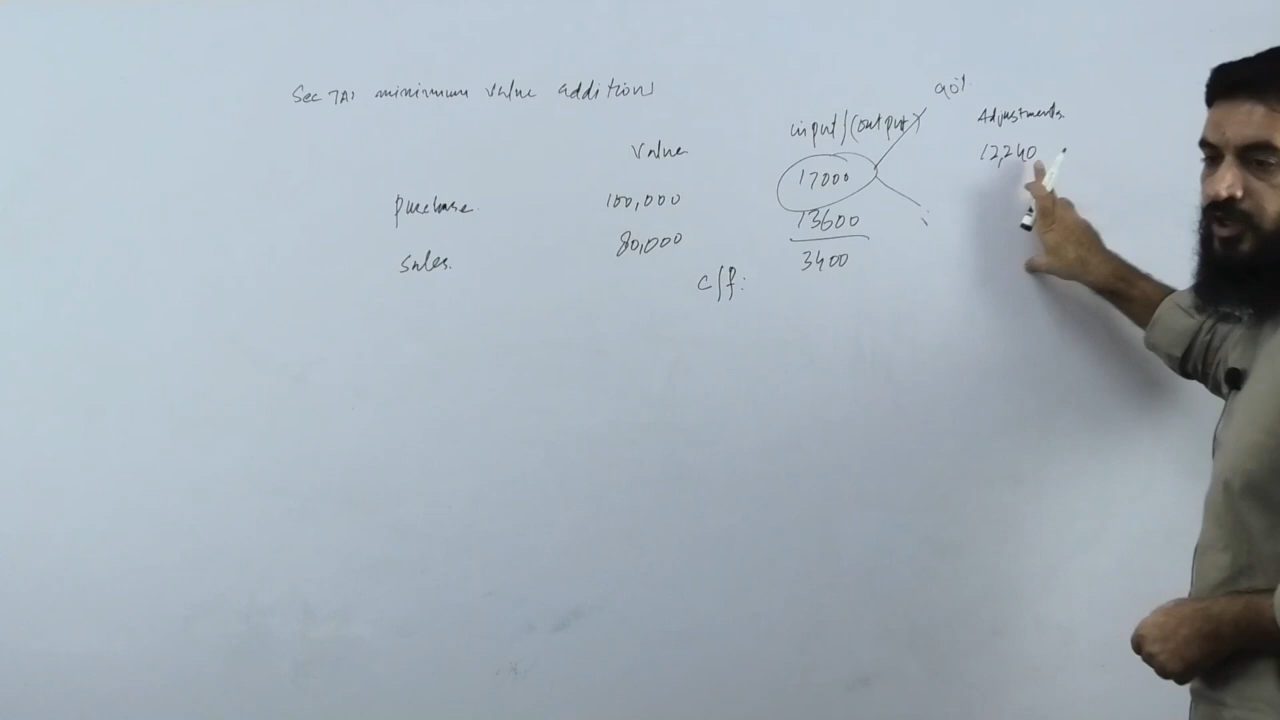 Sec 7A: minimum value addition
90%
value input/(output) Adjustments
purchase 100,000 17000 12,240
sales. 80,000 13600
c/f: 3400